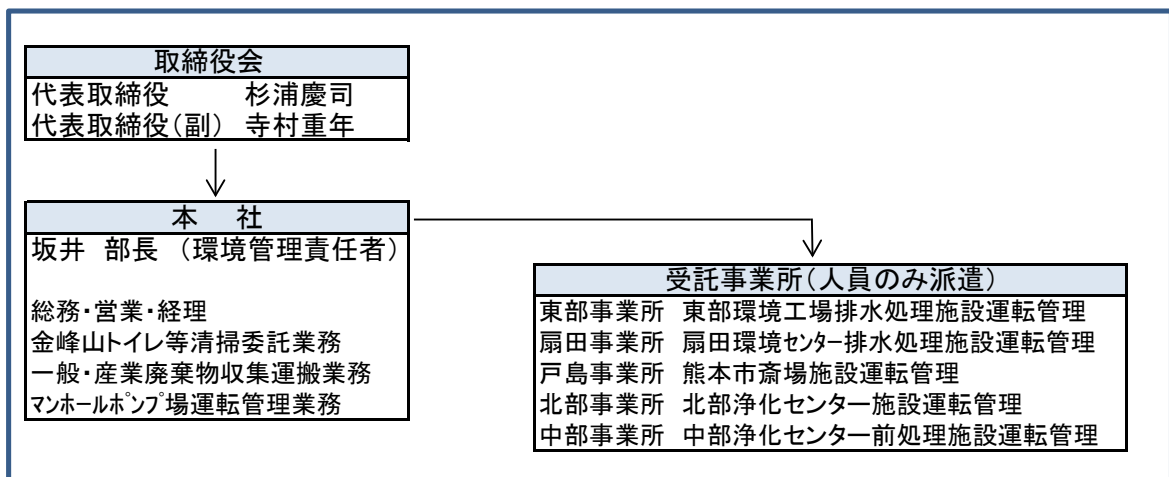 取締役会
代表取締役 杉浦慶司
代表取締役(副) 寺村重年
本 社
坂井 部長 (環境管理責任者)
総務・営業・経理
金峰山トイレ等清掃委託業務
一般・産業廃棄物収集運搬業務
ﾏﾝﾎｰﾙﾎﾟﾝﾌﾟ場運転管理業務
受託事業所(人員のみ派遣)
東部事業所 東部環境工場排水処理施設運転管理
扇田事業所 扇田環境ｾﾝﾀｰ排水処理施設運転管理
戸島事業所 熊本市斎場施設運転管理
北部事業所 北部浄化センター施設運転管理
中部事業所 中部浄化センター前処理施設運転管理